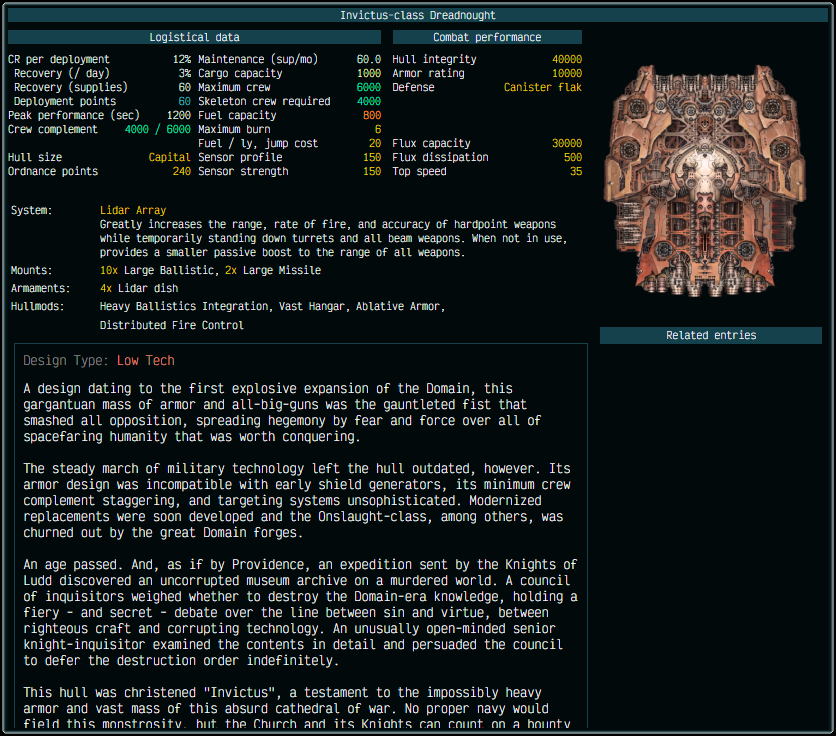 Invictus-class Dreadnought
Logistical data
Combat performance
CR per deployment 12% Maintenance (sup/mo) 60.0 Hull integrity 40000
Recovery (/ day) 3% Cargo capacity 1000 Armor rating 10000
Recovery (supplies) 60 Maximum crew 6000 Defense Canister flak
Deployment points 60 Skeleton crew required 4000
Peak performance (sec) 1200 Fuel capacity 800
Crew complement 4000 / 6000 Maximum burn 6
Fuel / ly, jump cost 20 Flux capacity 30000
Hull size Capital Sensor profile 150 Flux dissipation 500
Ordnance points 240 Sensor strength 150 Top speed 35
System: Lidar Array
Greatly increases the range, rate of fire, and accuracy of hardpoint weapons
while temporarily standing down turrets and all beam weapons. When not in use,
provides a smaller passive boost to the range of all weapons.
Mounts: 10x Large Ballistic, 2x Large Missile
Armaments: 4x Lidar dish
Hullmods: Heavy Ballistics Integration, Vast Hangar, Ablative Armor,
Distributed Fire Control
Related entries
Design Type: Low Tech
A design dating to the first explosive expansion of the Domain, this
gargantuan mass of armor and all-big-guns was the gauntleted fist that
smashed all opposition, spreading hegemony by fear and force over all of
spacefaring humanity that was worth conquering.
The steady march of military technology left the hull outdated, however. Its
armor design was incompatible with early shield generators, its minimum crew
complement staggering, and targeting systems unsophisticated. Modernized
replacements were soon developed and the Onslaught-class, among others, was
churned out by the great Domain forges.
An age passed. And, as if by Providence, an expedition sent by the Knights of
Ludd discovered an uncorrupted museum archive on a murdered world. A council
of inquisitors weighed whether to destroy the Domain-era knowledge, holding a
fiery - and secret - debate over the line between sin and virtue, between
righteous craft and corrupting technology. An unusually open-minded senior
knight-inquisitor examined the contents in detail and persuaded the council
to defer the destruction order indefinitely.
This hull was christened "Invictus", a testament to the impossibly heavy
armor and vast mass of this absurd cathedral of war. No proper navy would
field this monstrosity, but the Church and its Knights can count on a bounty